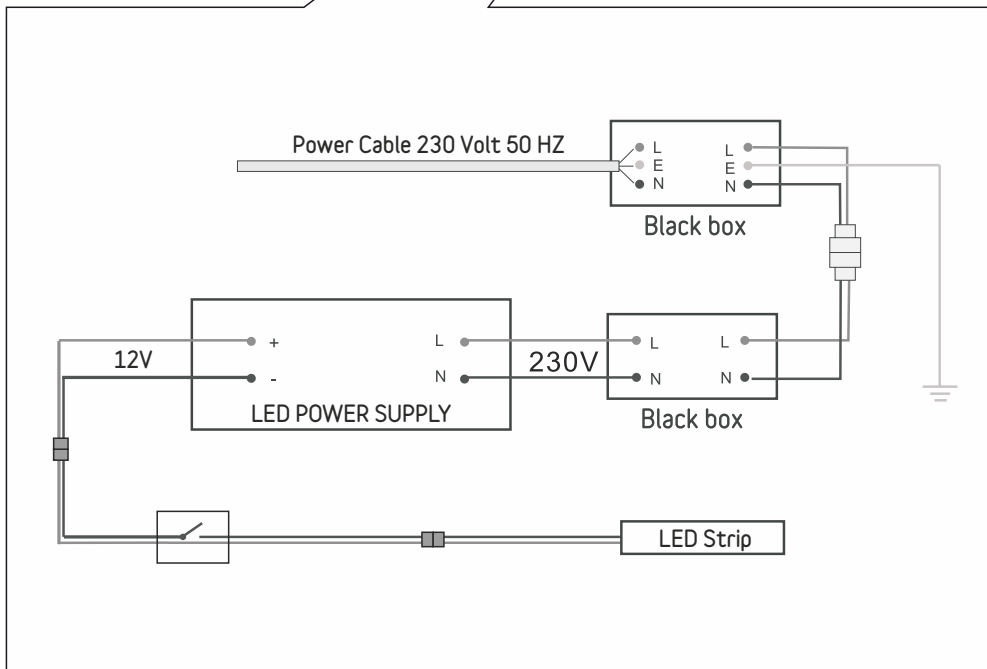 Power Cable 230 Volt 50 HZ
L
E
N
L
E
N
Black box
+
-
L
N
12V
230V
L
N
L
N
LED POWER SUPPLY
Black box
LED Strip